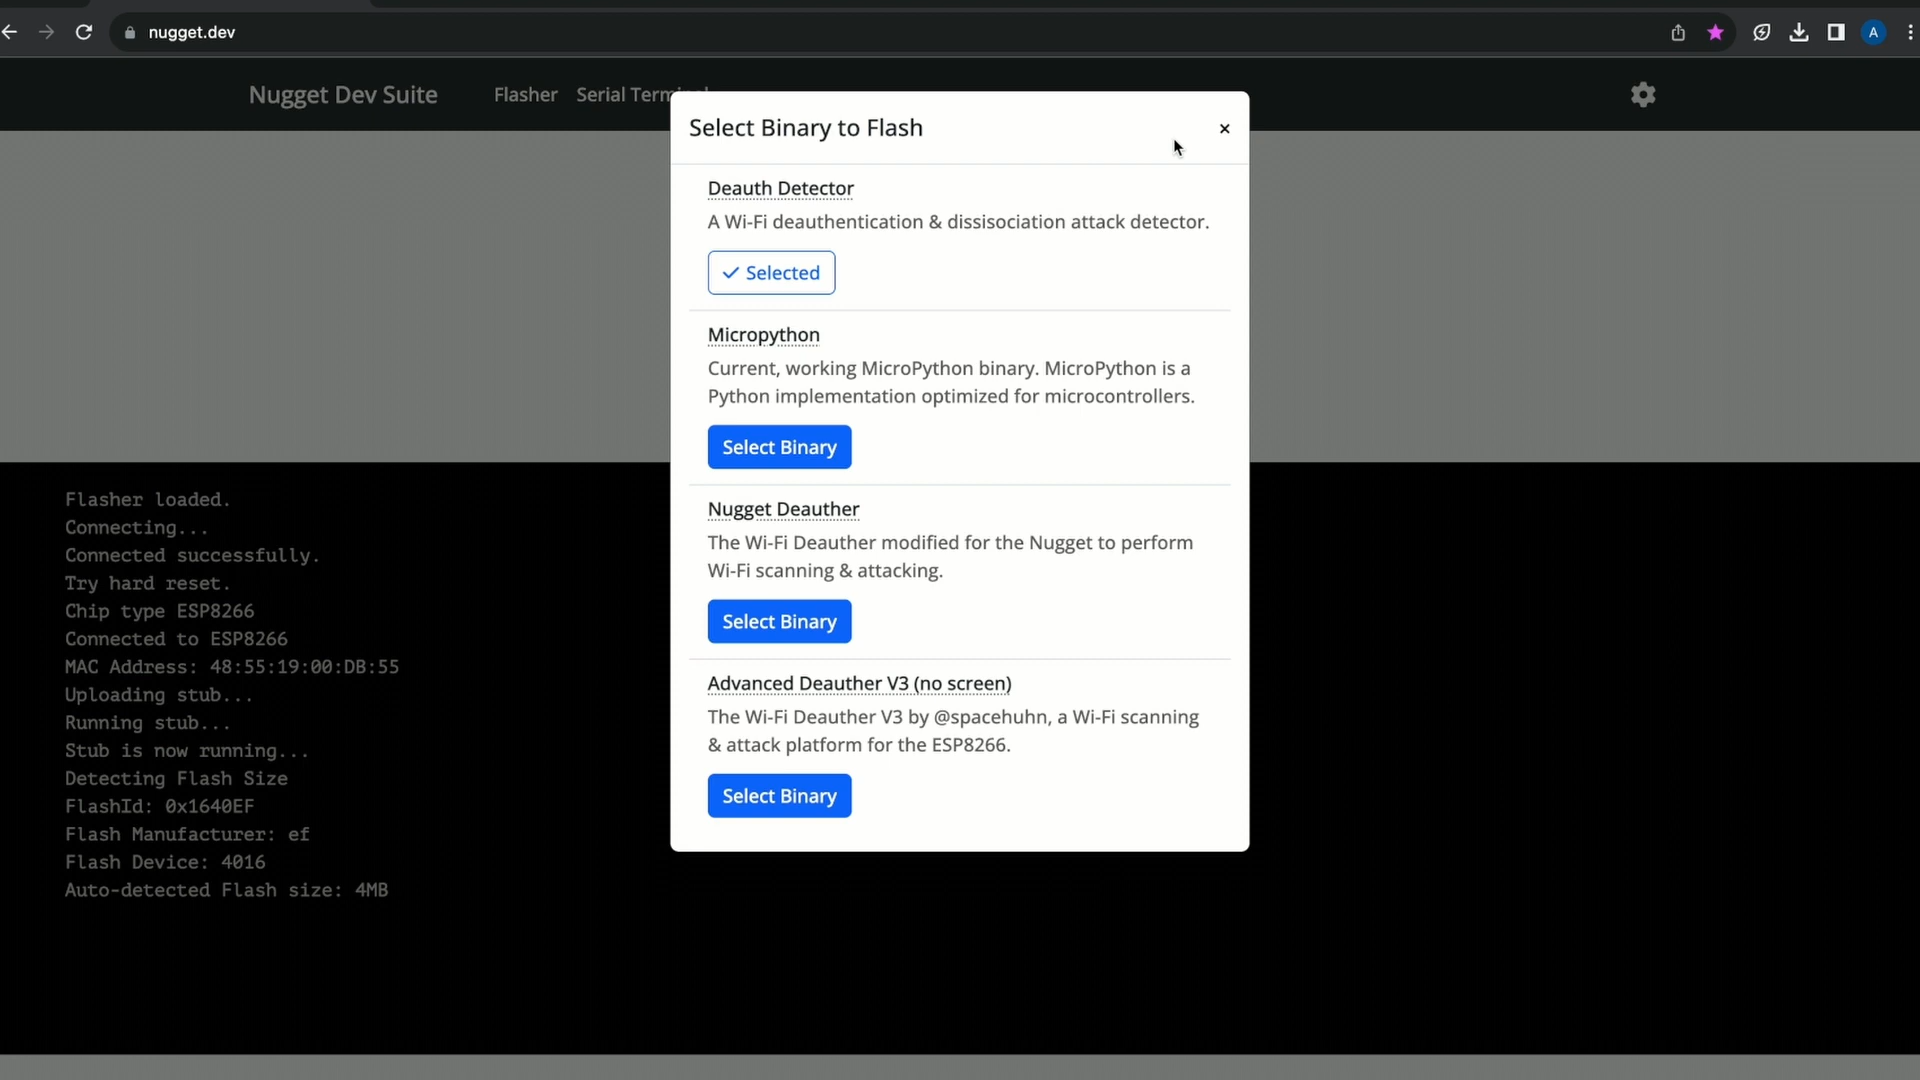 nugget.dev
A
Nugget Dev Suite
Flasher
Serial
Select Binary to Flash
×
Deauth Detector
A Wi-Fi deauthentication & dissisociation attack detector.
Selected
Micropython
Current, working MicroPython binary. MicroPython is a
Python implementation optimized for microcontrollers.
Select Binary
Nugget Deauther
The Wi-Fi Deauther modified for the Nugget to perform
Wi-Fi scanning & attacking.
Select Binary
Advanced Deauther V3 (no screen)
The Wi-Fi Deauther V3 by @spacehuhn, a Wi-Fi scanning
& attack platform for the ESP8266.
Select Binary
Flasher loaded.
Connecting...
Connected successfully.
Try hard reset.
Chip type ESP8266
Connected to ESP8266
MAC Address: 48:55:19:00:DB:55
Uploading stub...
Running stub...
Stub is now running...
Detecting Flash Size
FlashId: 0x1640EF
Flash Manufacturer: ef
Flash Device: 4016
Auto-detected Flash size: 4MB